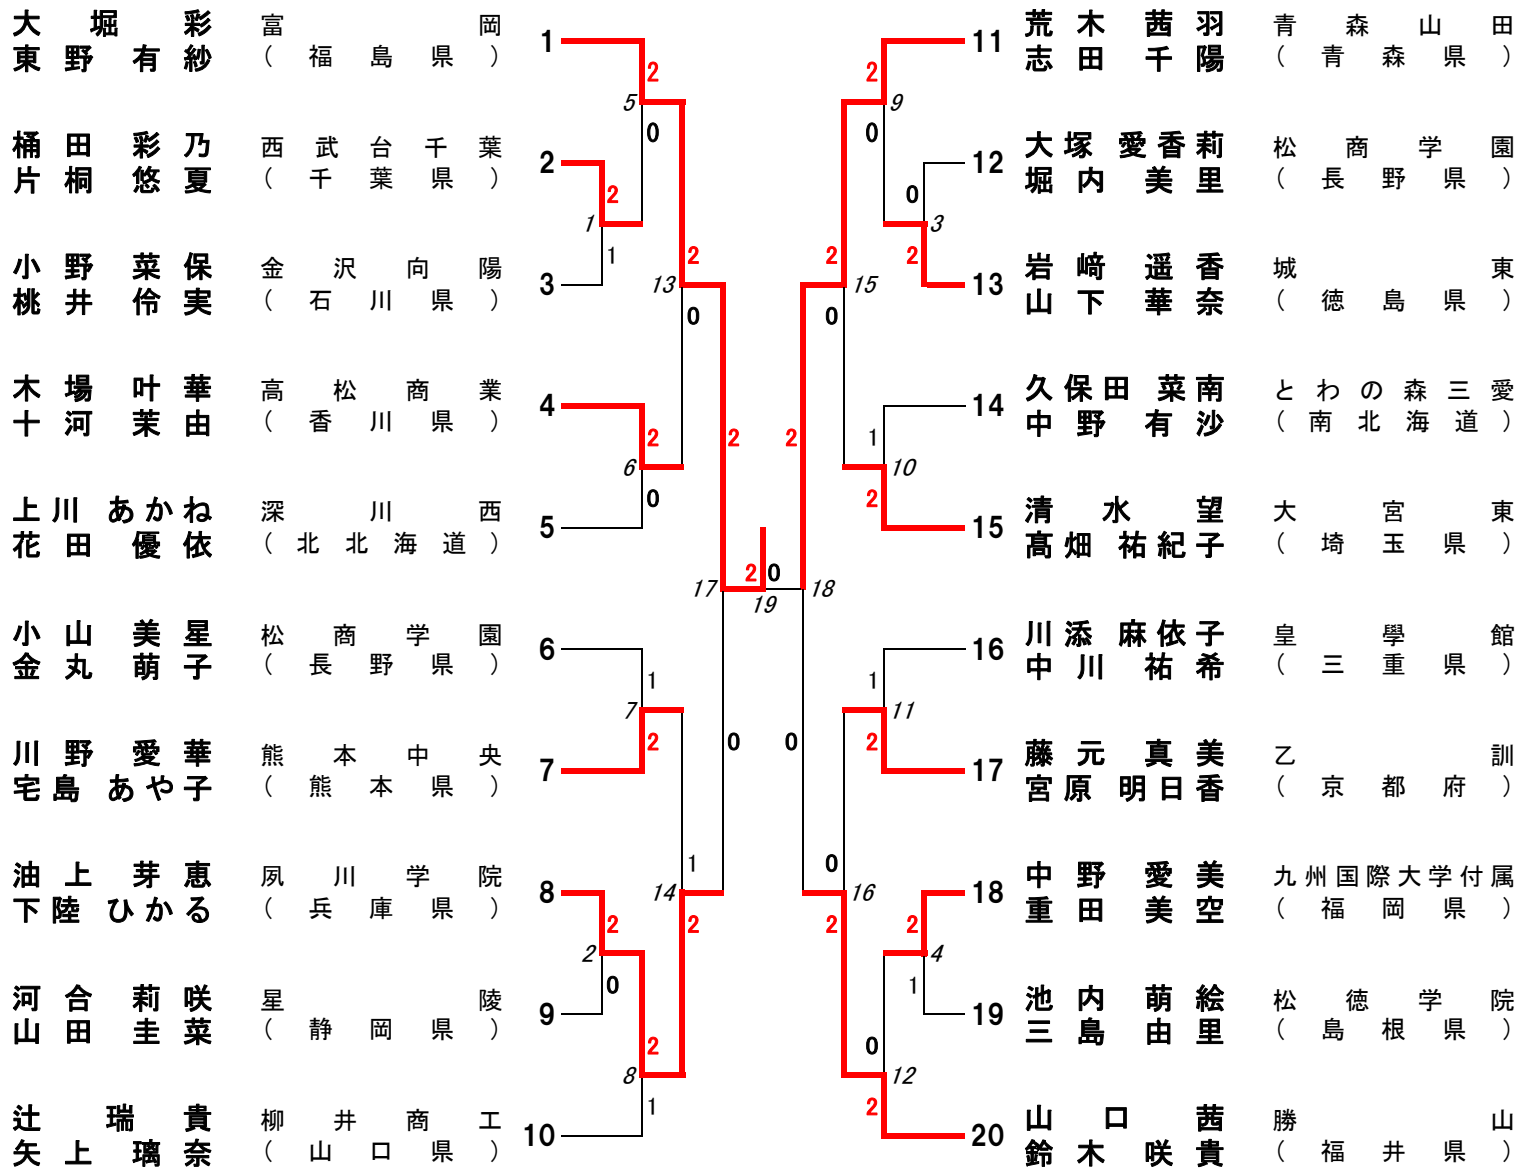 大堀彩 富岡
東野有紗 (福島県)
1
桶田彩乃 西武台千葉
片桐悠夏 (千葉県)
2
小野菜保 金沢向陽
桃井伶実 (石川県)
3
木場叶華 高松商業
十河茉由 (香川県)
4
上川あかね 深川西
花田優依 (北北海道)
5
小山美星 松商学園
金丸萌子 (長野県)
6
川野愛華 熊本中央
宅島あや子 (熊本県)
7
油上芽恵 夙川学院
下陸ひかる (兵庫県)
8
河合莉咲 星陵
山田圭菜 (静岡県)
9
辻瑞貴 柳井商工
矢上璃奈 (山口県)
10
2
5
0
2
1
1
2
13
0
2
6
0
2
1
7
2
17
0
1
14
2
2
2
0
2
8
1
2 0
19
2
9
0
0
3
2
2
15
0
1
10
2
2
18
0
1
11
2
0
16
2
2
4
1
0
12
2
11
荒木茜羽 青森山田
志田千陽 (青森県)
12
大塚愛香莉 松商学園
堀内美里 (長野県)
13
岩﨑遥香 城東
山下華奈 (徳島県)
14
久保田菜南 とわの森三愛
中野有沙 (南北海道)
15
清水望 大宮東
髙畑祐紀子 (埼玉県)
16
川添麻依子 皇學館
中川祐希 (三重県)
17
藤元真美 乙訓
宮原明日香 (京都府)
18
中野愛美 九州国際大学付属
重田美空 (福岡県)
19
池内萌絵 松徳学院
三島由里 (島根県)
20
山口茜 勝山
鈴木咲貴 (福井県)